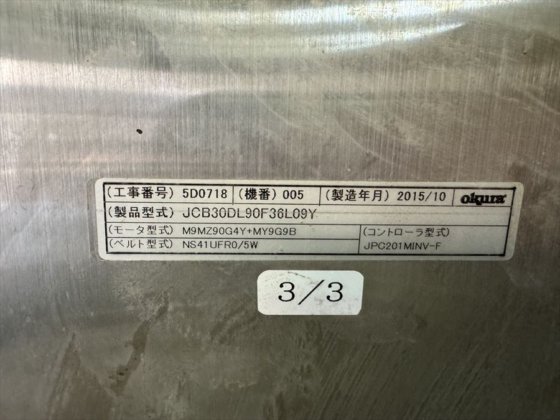 (工事番号) 5D0718 (機番) 005 (製造年月) 2015/10 okura
(製品型式) JCB30DL90F36L09Y
(モータ型式) M9MZ90G4Y+MY9G9B (コントローラ型式)
(ベルト型式) NS41UFR0/5W JPC201MINV-F
3/3